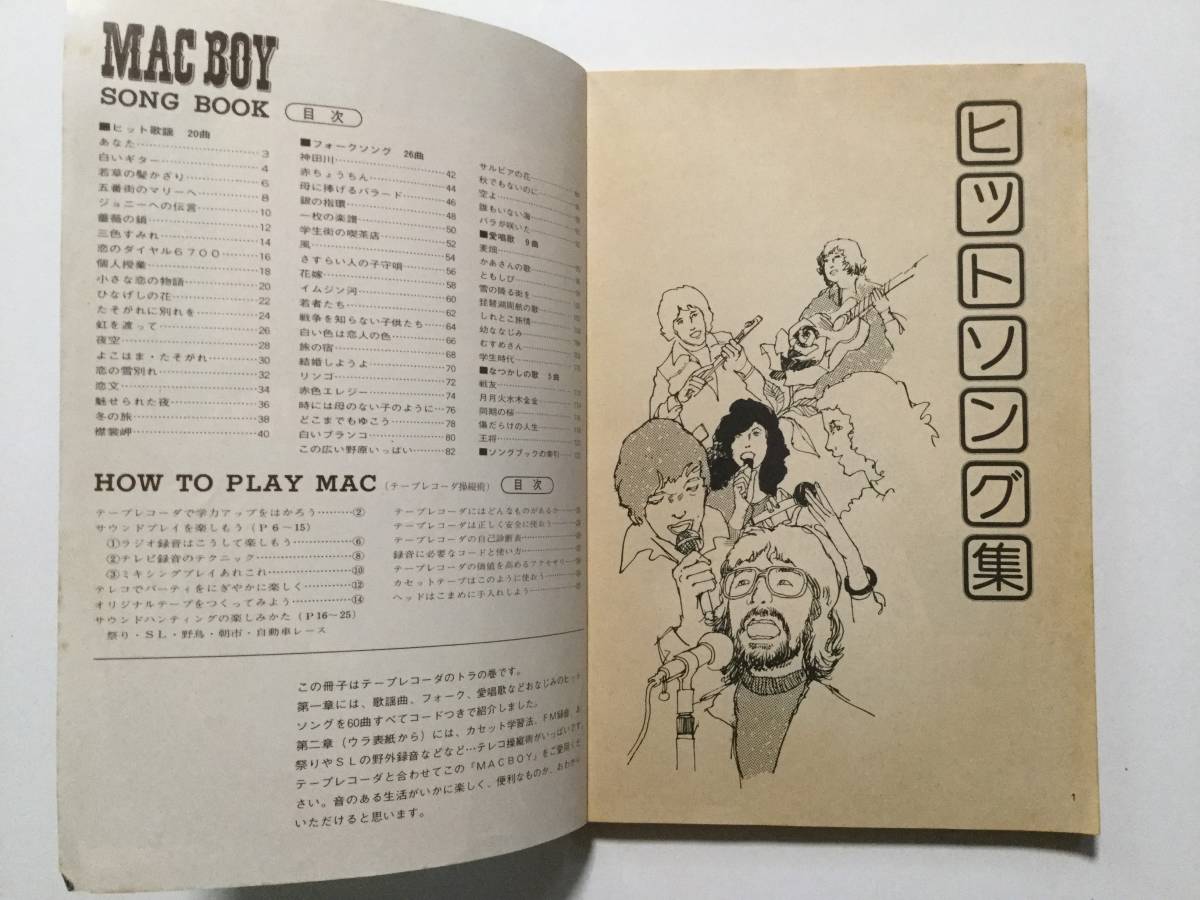 MAC BOY
SONG BOOK 目次
■ヒット歌謡 20曲
あなた……3
白いギター……4
若草の髪かざり……6
五番街のマリーへ……8
ジョニーへの伝言……10
薔薇の鎖……12
三色すみれ……14
恋のダイヤル6700……16
個人授業……18
小さな恋の物語……20
ひなげしの花……22
たそがれに別れを……24
虹を渡って……26
夜空……28
よこはま・たそがれ……30
恋の雪別れ……32
恋文……34
魅せられた夜……36
冬の旅……38
襟裳岬……40
■フォークソング 26曲
神田川……42
赤ちょうちん……44
母に捧げるバラード……46
銀の指環……48
一枚の楽譜……50
学生街の喫茶店……52
風……54
さすらい人の子守唄……56
花嫁……58
イムジン河……60
若者たち……62
戦争を知らない子供たち……64
白い色は恋人の色……66
旅の宿……68
結婚しようよ……70
リンゴ……72
赤色エレジー……74
時には母のない子のように…76
どこまでもゆこう……78
白いブランコ……80
この広い野原いっぱい……82
サルビアの花……
秋でもないのに……
空よ……
誰もいない海……
バラが咲いた……
■愛唱歌 9曲
麦畑……
かあさんの歌……
ともしび……
雪の降る街を……
琵琶湖周航の歌……
しれとこ旅情……
幼ななじみ……
むすめさん……
学生時代……
■なつかしの歌 5曲
戦友……
月月火水木金金……
同期の桜……
傷だらけの人生……
王将……
■ソングブックの索引……
HOW TO PLAY MAC (テープレコーダ操縦術) 目次
テープレコーダで学力アップをはかろう……②
サウンドプレイを楽しもう(P6〜15)
①ラジオ録音はこうして楽しもう……⑥
②テレビ録音のテクニック……⑧
③ミキシングプレイあれこれ……⑩
テレコでパーティをにぎやかに楽しく……⑫
オリジナルテープをつくってみよう……⑭
サウンドハンティングの楽しみかた(P16〜25)
祭り・SL・野鳥・朝市・自動車レース
テープレコーダにはどんなものがあるか…
テープレコーダは正しく安全に使おう……
テープレコーダの自己診断表……
録音に必要なコードと使い方……
テープレコーダの価値を高めるアクセサリー
カセットテープはこのように使おう……
ヘッドはこまめに手入れしよう……
この冊子はテープレコーダのトラの巻です。
第一章には、歌謡曲、フォーク、愛唱歌などおなじみのヒット
ソングを60曲すべてコードつきで紹介しました。
第二章(ウラ表紙から)には、カセット学習法、FM録音、お
祭りやSLの野外録音などなど…テレコ操縦術がいっぱいです。
テープレコーダと合わせてこの「MACBOY」をご愛用くだ
さい。音のある生活がいかに楽しく、便利なものか、おわかり
いただけると思います。
ヒットソング集
1